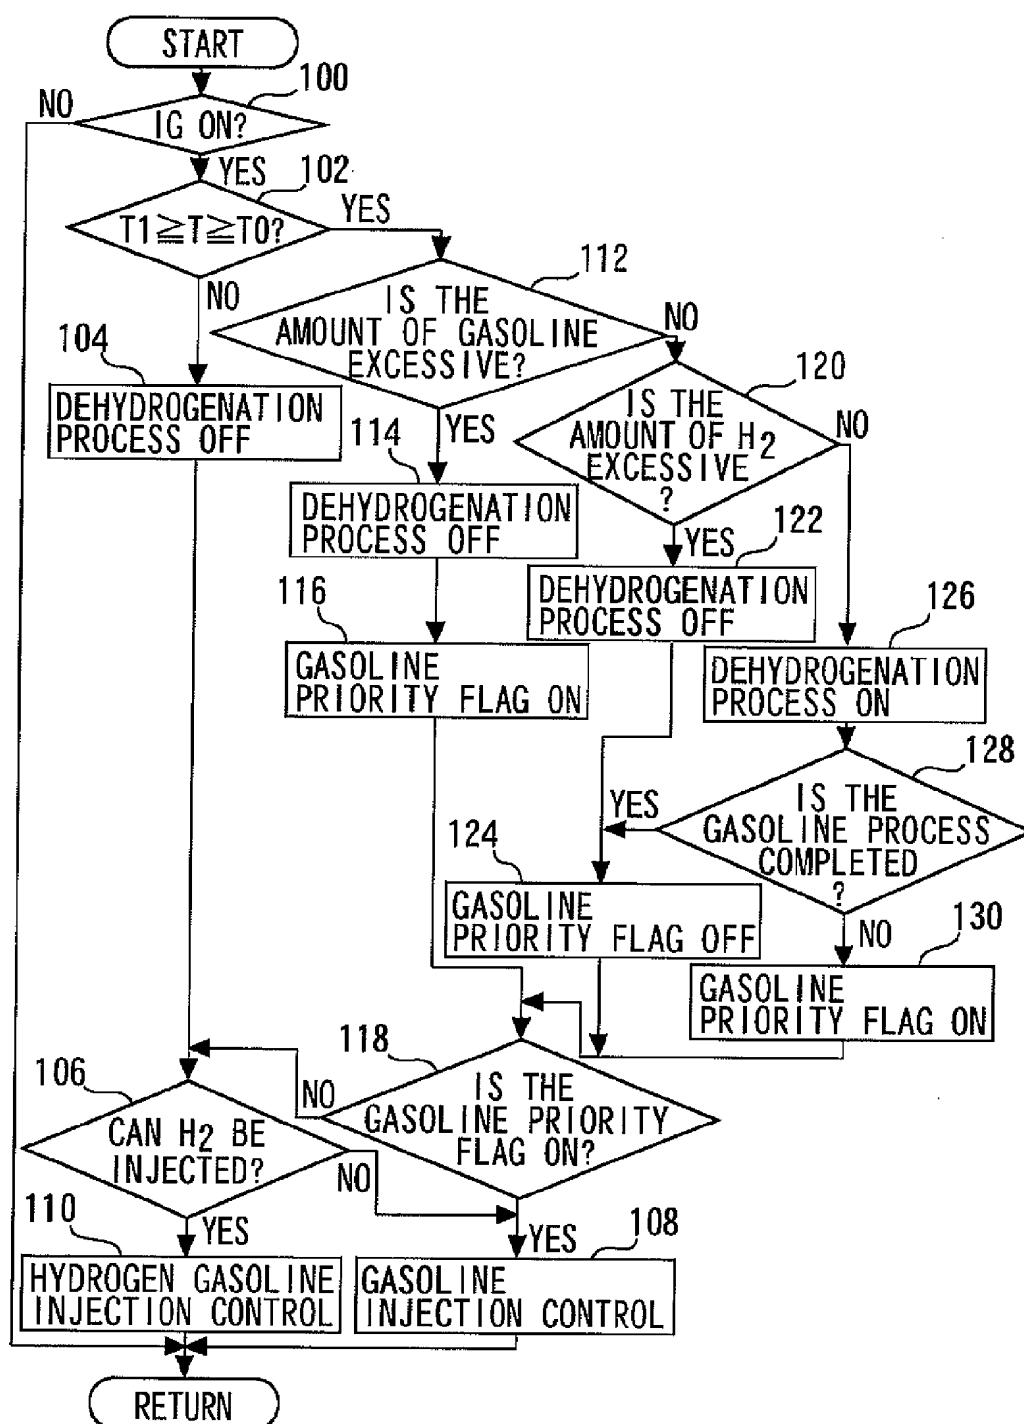 START
100
NO
IG ON?
YES
102
T1≧T≧T0?
YES
NO
112
IS THE
AMOUNT OF GASOLINE
EXCESSIVE?
NO
YES
104
DEHYDROGENATION
PROCESS OFF
120
IS THE
AMOUNT OF H2
EXCESSIVE
?
NO
YES
114
DEHYDROGENATION
PROCESS OFF
122
DEHYDROGENATION
PROCESS OFF
116
GASOLINE
PRIORITY FLAG ON
126
DEHYDROGENATION
PROCESS ON
128
IS THE
GASOLINE PROCESS
COMPLETED
?
YES
NO
124
GASOLINE
PRIORITY FLAG OFF
130
GASOLINE
PRIORITY FLAG ON
118
IS THE
GASOLINE PRIORITY
FLAG ON?
NO
YES
106
CAN H2 BE
INJECTED?
NO
YES
110
HYDROGEN GASOLINE
INJECTION CONTROL
108
GASOLINE
INJECTION CONTROL
RETURN